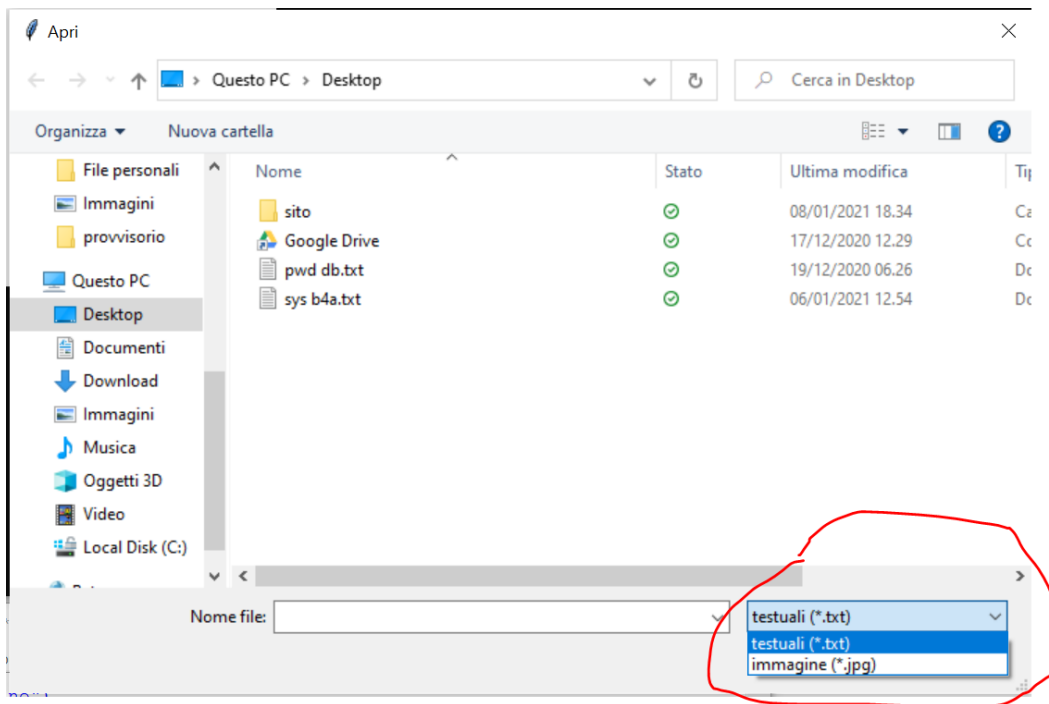 Apri
Questo PC > Desktop
Cerca in Desktop
Organizza
Nuova cartella
File personali
Immagini
provvisorio
Questo PC
Desktop
Documenti
Download
Immagini
Musica
Oggetti 3D
Video
Local Disk (C:)
Nome Stato Ultima modifica
sito 08/01/2021 18.34
Google Drive 17/12/2020 12.29
pwd db.txt 19/12/2020 06.26
sys b4a.txt 06/01/2021 12.54
Nome file:
testuali (*.txt)
testuali (*.txt)
immagine (*.jpg)